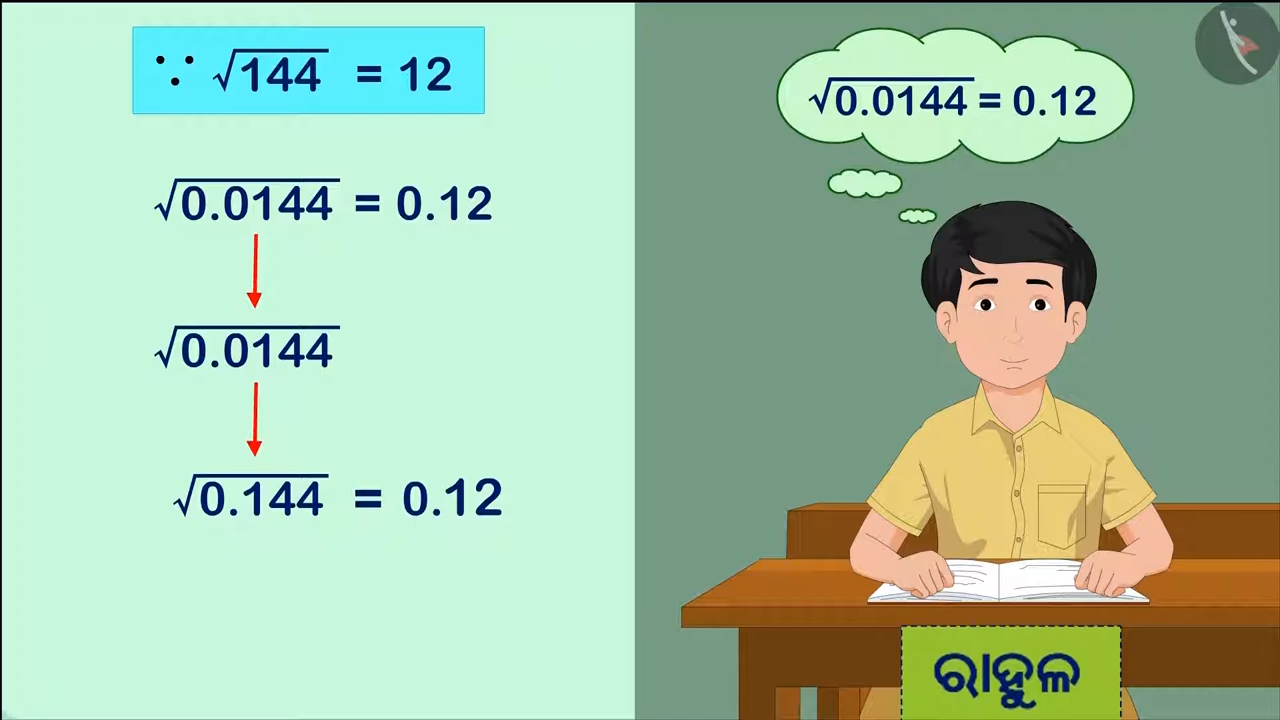 ∵ √144 = 12
√0.0144 = 0.12
√0.0144
√0.144 = 0.12
√0.0144 = 0.12
ରାହୁଳ